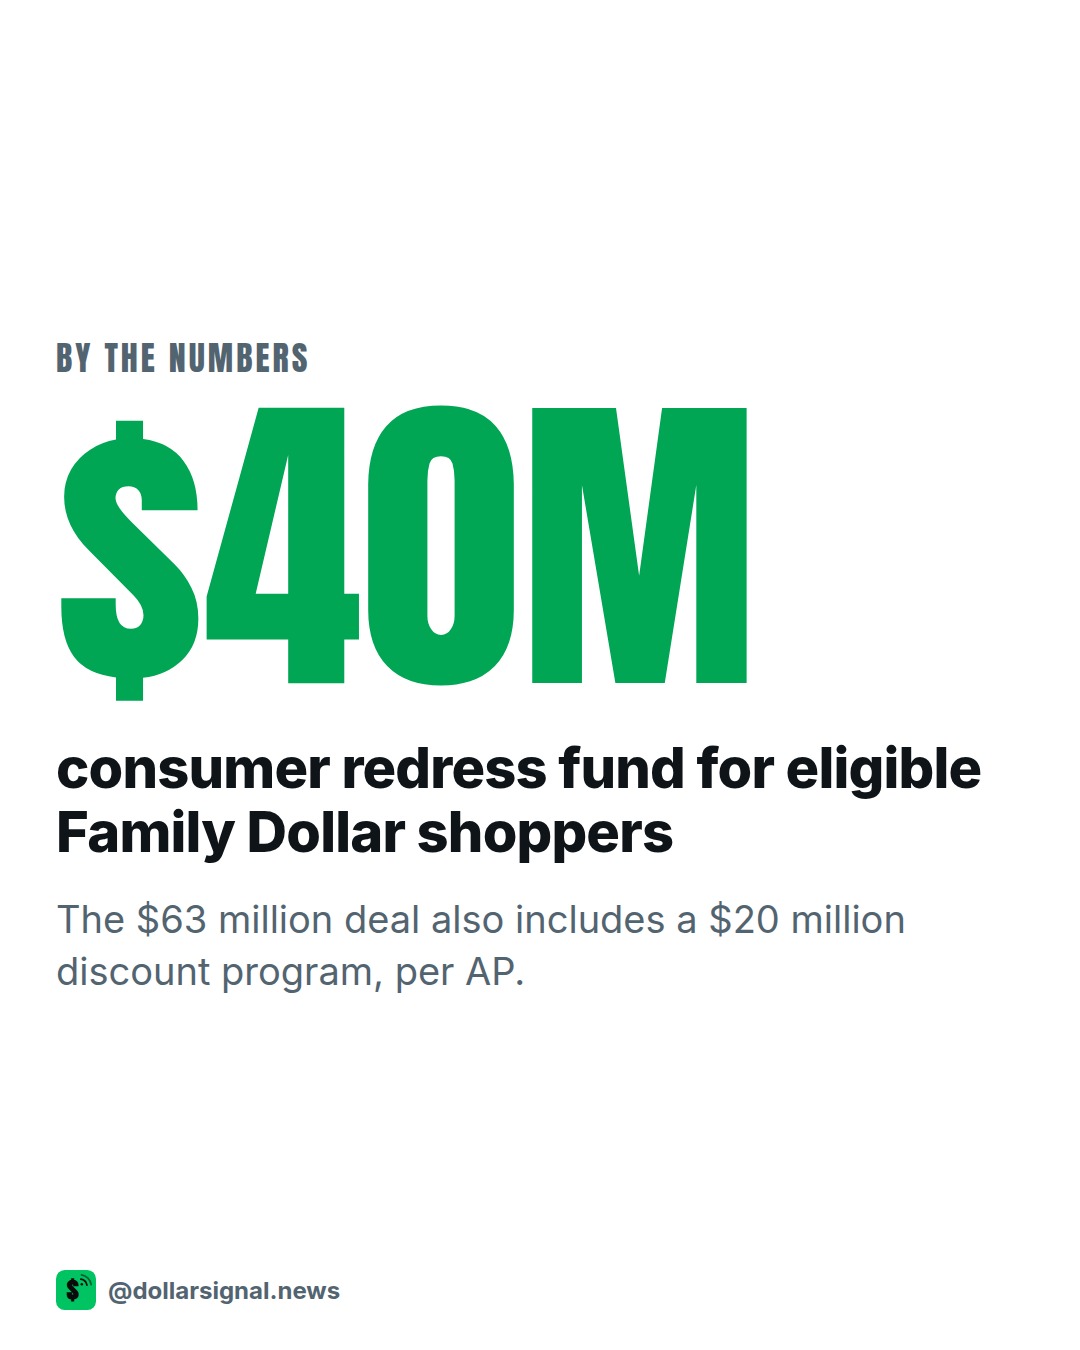 BY THE NUMBERS
$40M
consumer redress fund for eligible
Family Dollar shoppers
The $63 million deal also includes a $20 million
discount program, per AP.
$
@dollarsignal.news